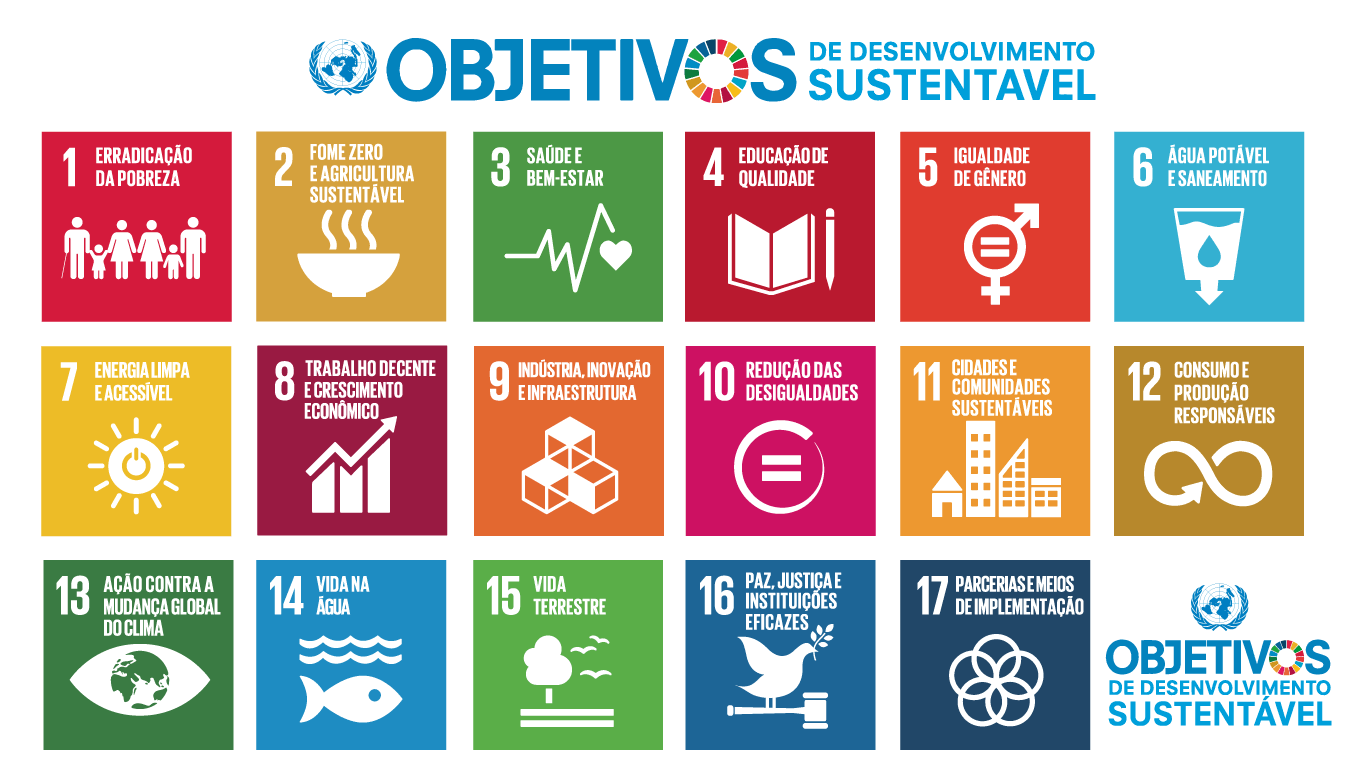 OBJETIVOS
DE DESENVOLVIMENTO
SUSTENTAVEL
1 ERRADICAÇÃO
DA POBREZA
2 FOME ZERO
E AGRICULTURA
SUSTENTÁVEL
3 SAÚDE E
BEM-ESTAR
4 EDUCAÇÃO DE
QUALIDADE
5 IGUALDADE
DE GÊNERO
6 ÁGUA POTÁVEL
E SANEAMENTO
7 ENERGIA LIMPA
E ACESSÍVEL
8 TRABALHO DECENTE
E CRESCIMENTO
ECONÔMICO
9 INDÚSTRIA, INOVAÇÃO
E INFRAESTRUTURA
10 REDUÇÃO DAS
DESIGUALDADES
11 CIDADES E
COMUNIDADES
SUSTENTÁVEIS
12 CONSUMO E
PRODUÇÃO
RESPONSÁVEIS
13 AÇÃO CONTRA A
MUDANÇA GLOBAL
DO CLIMA
14 VIDA NA
ÁGUA
15 VIDA
TERRESTRE
16 PAZ, JUSTIÇA E
INSTITUIÇÕES
EFICAZES
17 PARCERIAS E MEIOS
DE IMPLEMENTAÇÃO
OBJETIVOS
DE DESENVOLVIMENTO
SUSTENTÁVEL